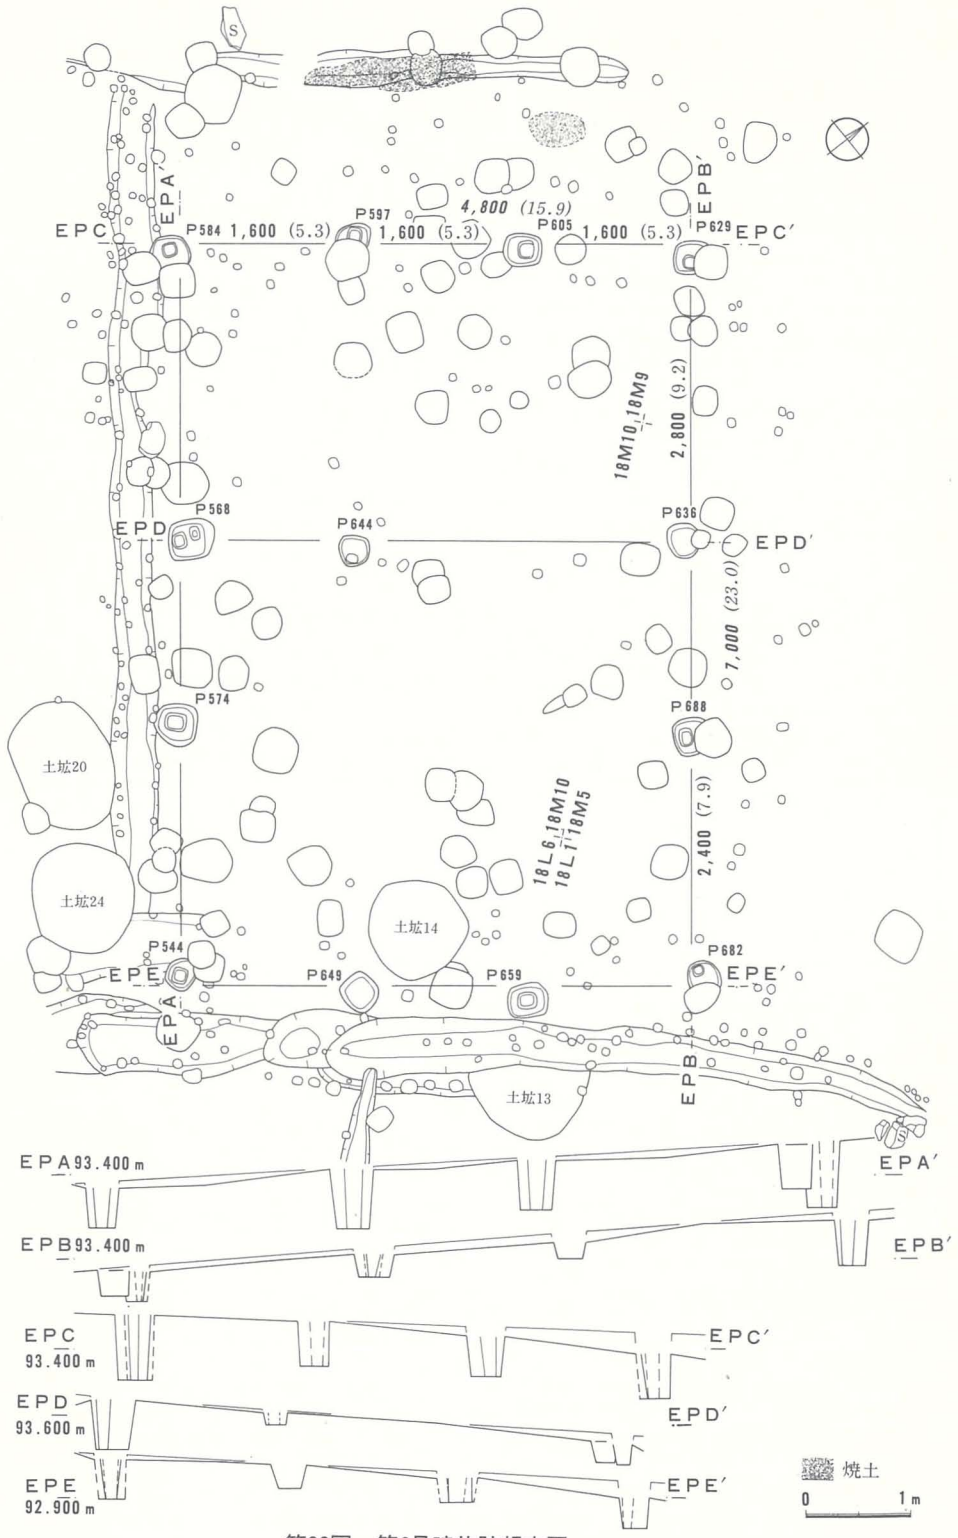 S
EPA′
EPB′
4,800 (15.9)
EPC P584 1,600 (5.3) P597 1,600 (5.3) P605 1,600 (5.3) P629 EPC′
2,800 (9.2)
18M10 18M9
P568
EPD P644 P636 EPD′
7,000 (23.0)
P574 P688
土坛20
2,400 (7.9)
18L6 18M10
18L1 18M5
土坛24
土坛14
P544 P682
EPE P649 P659 EPE′
EPA
EPB
土坛13
S
EPA 93.400 m EPA′
EPB 93.400 m EPB′
EPC EPC′
93.400 m
EPD EPD′
93.600 m
EPE EPE′
92.900 m
焼土
0 1 m